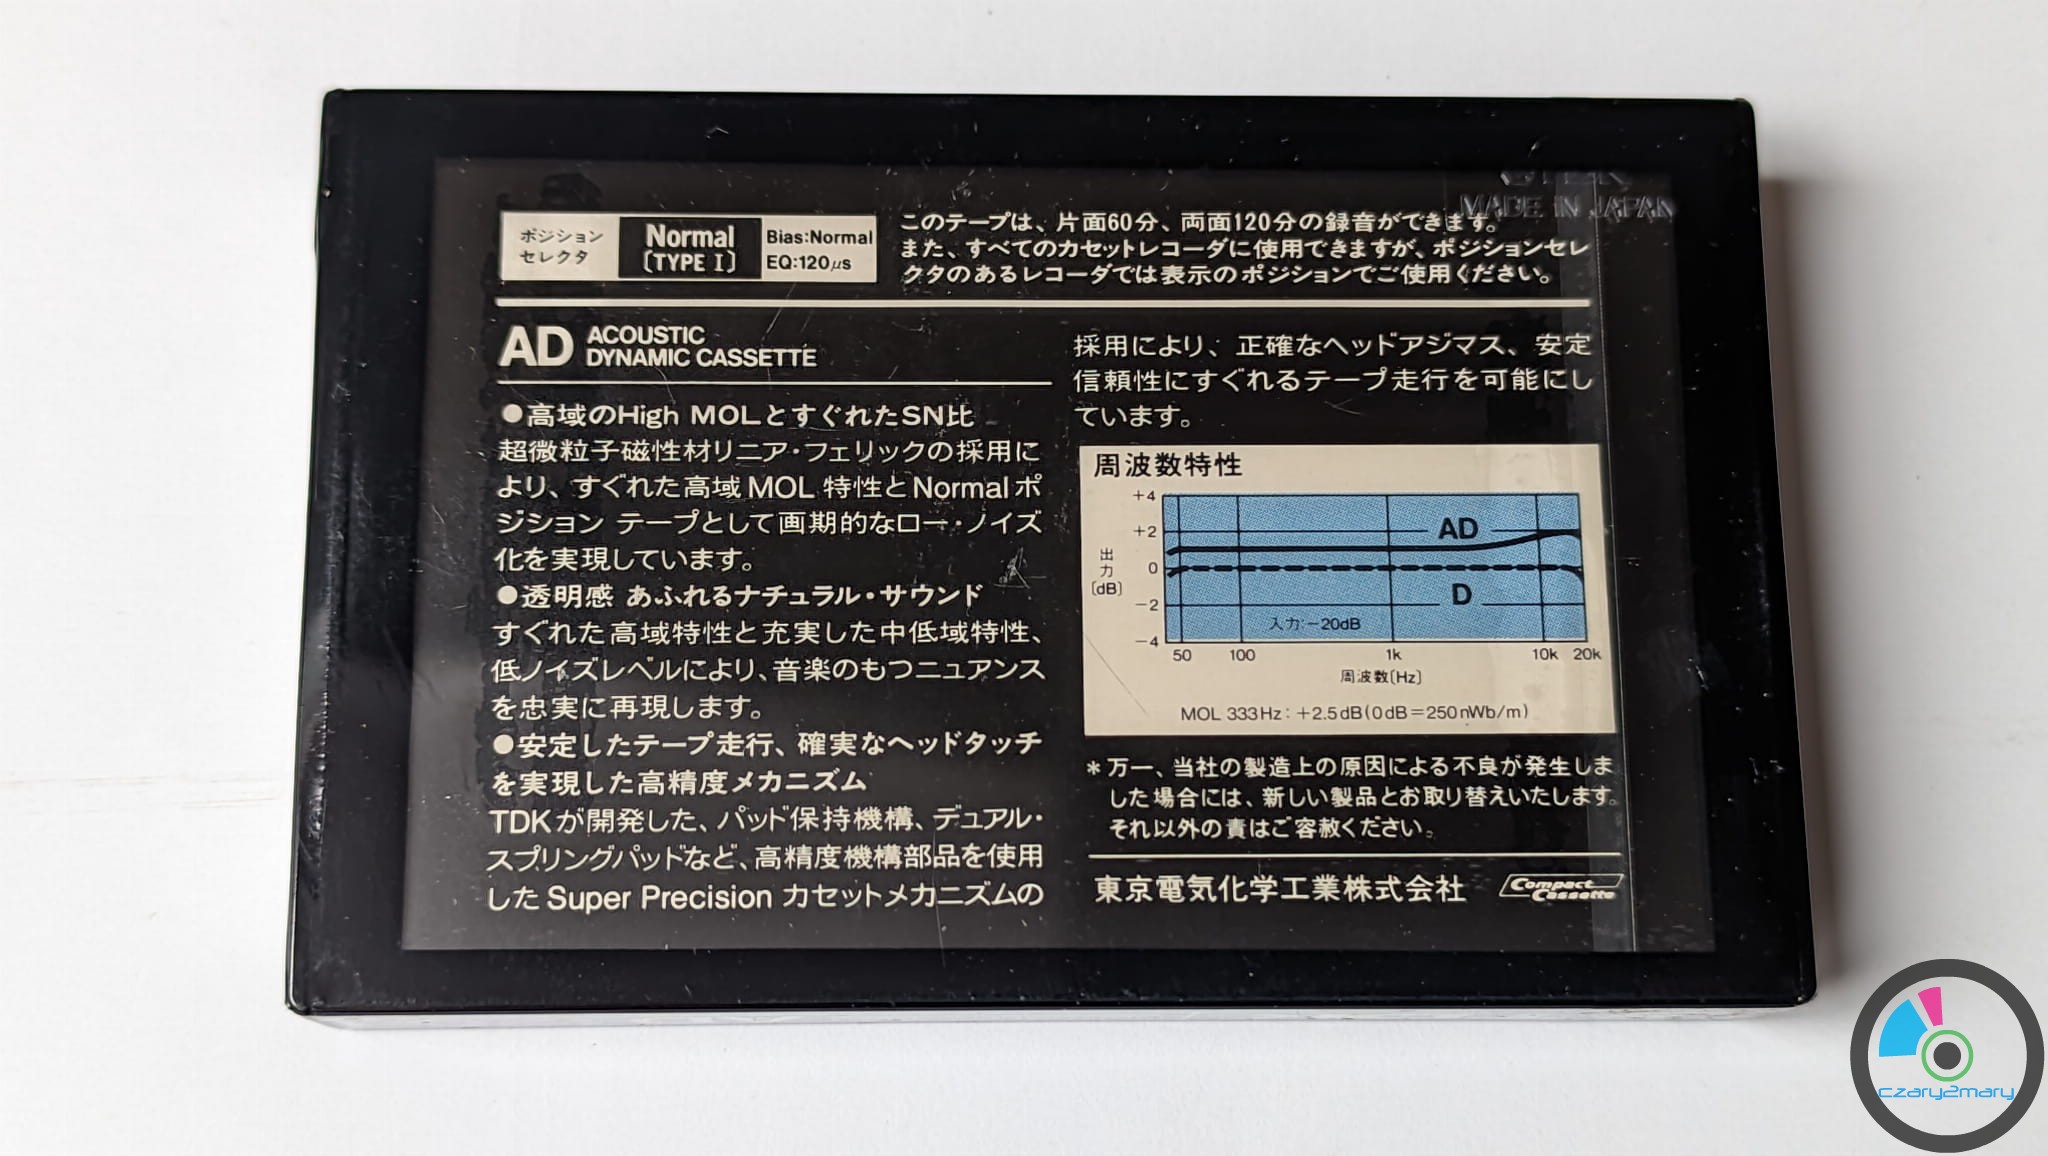 MADE IN JAPAN
ポジション
セレクタ
Normal
[TYPE I]
Bias:Normal
EQ:120μs
このテープは、片面60分、両面120分の録音ができます。
また、すべてのカセットレコーダに使用できますが、ポジションセレ
クタのあるレコーダでは表示のポジションでご使用ください。
AD ACOUSTIC
DYNAMIC CASSETTE
●高域のHigh MOLとすぐれたSN比
超微粒子磁性材リニア・フェリックの採用に
より、すぐれた高域MOL特性とNormalポ
ジション テープとして画期的なロー・ノイズ
化を実現しています。
●透明感 あふれるナチュラル・サウンド
すぐれた高域特性と充実した中低域特性、
低ノイズレベルにより、音楽のもつニュアンス
を忠実に再現します。
●安定したテープ走行、確実なヘッドタッチ
を実現した高精度メカニズム
TDKが開発した、パッド保持機構、デュアル・
スプリングパッドなど、高精度機構部品を使用
したSuper Precision カセットメカニズムの
採用により、正確なヘッドアジマス、安定
信頼性にすぐれるテープ走行を可能にし
ています。
周波数特性
+4
+2
0
-2
-4
出力
[dB]
AD
D
入力:-20dB
50 100 1k 10k 20k
周波数[Hz]
MOL 333Hz:+2.5dB(0dB=250nWb/m)
*万一、当社の製造上の原因による不良が発生しま
した場合には、新しい製品とお取り替えいたします。
それ以外の責はご容赦ください。
東京電気化学工業株式会社
Compact
Cassette
czary2mary